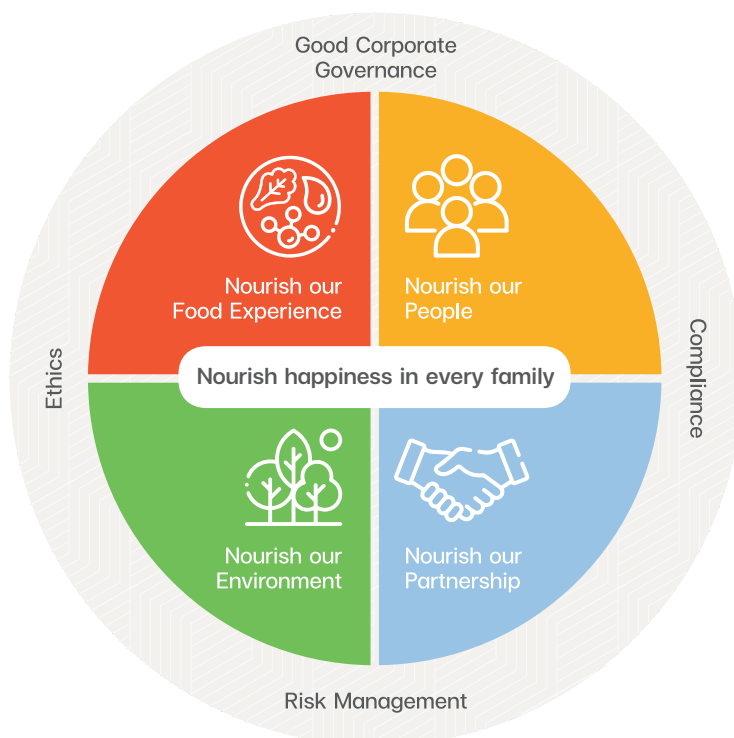 Good Corporate
Governance
Nourish our
Food Experience
Nourish our
People
Ethics
Nourish happiness in every family
Compliance
Nourish our
Environment
Nourish our
Partnership
Risk Management